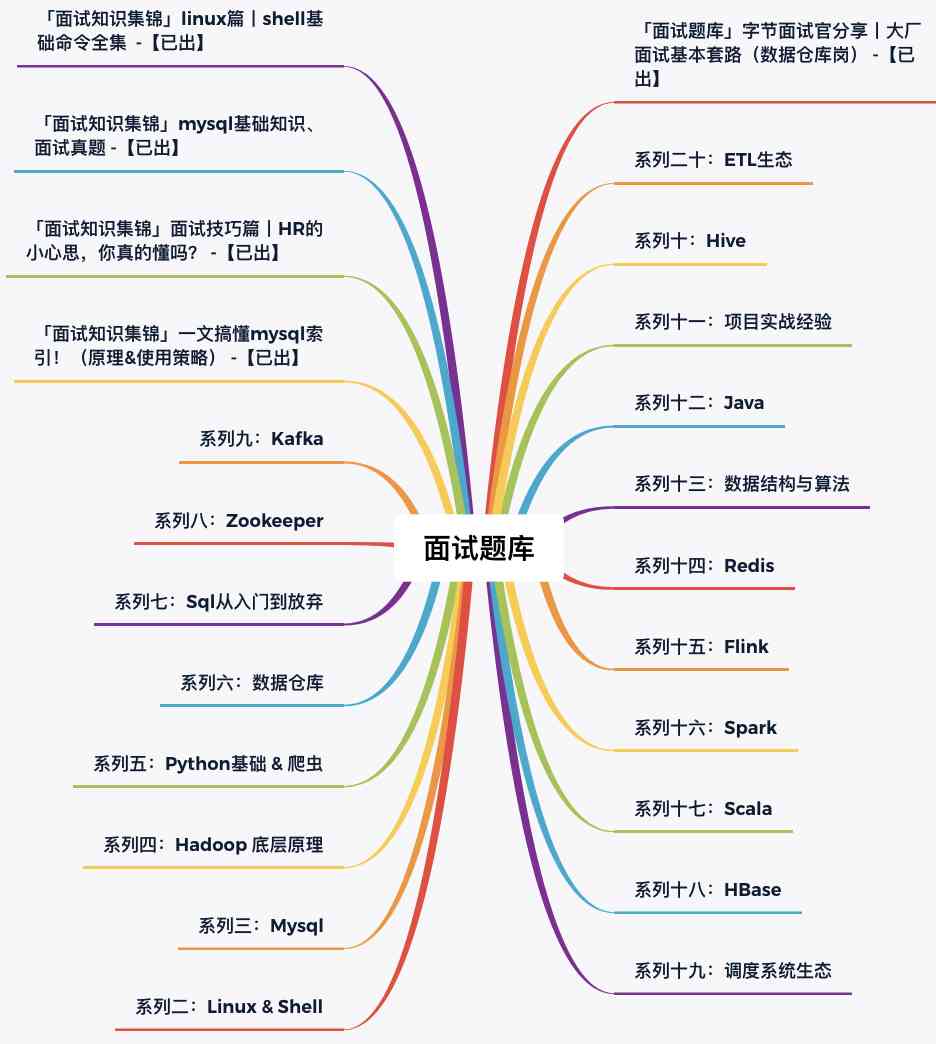 「面试知识集锦」linux篇｜shell基
础命令全集 -【已出】
「面试知识集锦」mysql基础知识、
面试真题 -【已出】
「面试知识集锦」面试技巧篇｜HR的
小心思，你真的懂吗？ -【已出】
「面试知识集锦」一文搞懂mysql索
引！（原理&使用策略） -【已出】
系列九：Kafka
系列八：Zookeeper
系列七：Sql从入门到放弃
系列六：数据仓库
系列五：Python基础 & 爬虫
系列四：Hadoop 底层原理
系列三：Mysql
系列二：Linux & Shell
面试题库
「面试题库」字节面试官分享｜大厂
面试基本套路（数据仓库岗） -【已
出】
系列二十：ETL生态
系列十：Hive
系列十一：项目实战经验
系列十二：Java
系列十三：数据结构与算法
系列十四：Redis
系列十五：Flink
系列十六：Spark
系列十七：Scala
系列十八：HBase
系列十九：调度系统生态